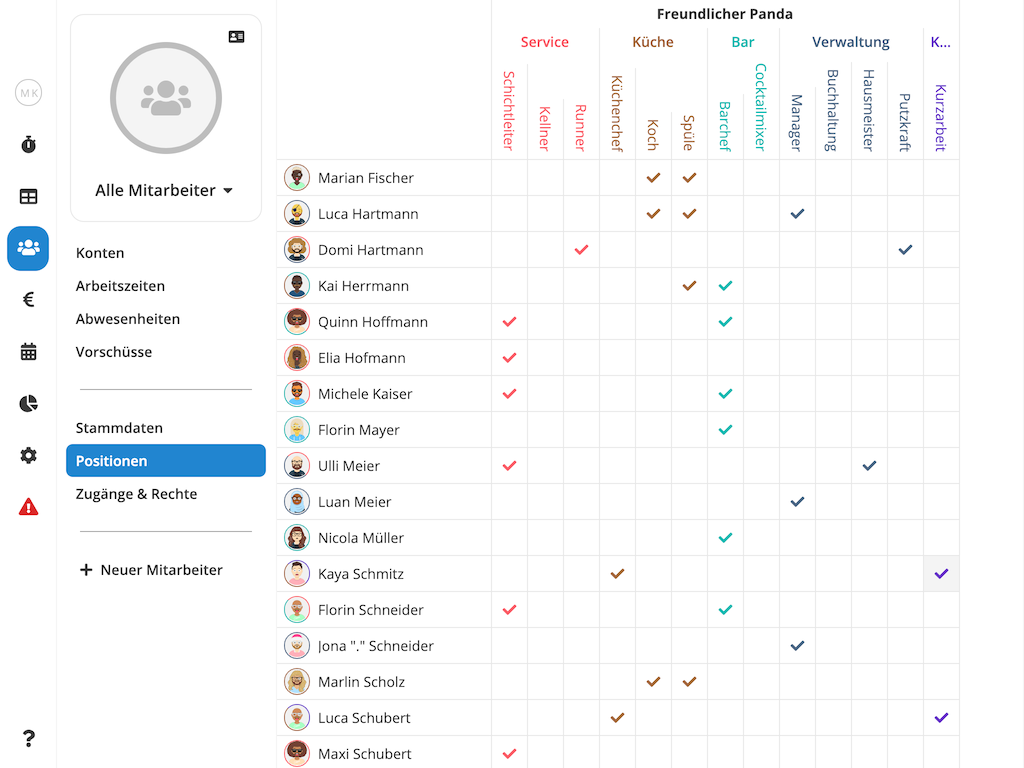 MK
Alle Mitarbeiter
Konten
Arbeitszeiten
Abwesenheiten
Vorschüsse
Stammdaten
Positionen
Zugänge & Rechte
+ Neuer Mitarbeiter
€
?
Freundlicher Panda
Service Küche Bar Verwaltung K...
Schichtleiter Kellner Runner Küchenchef Koch Spüle Barchef Cocktailmixer Manager Buchhaltung Hausmeister Putzkraft Kurzarbeit
Marian Fischer
Luca Hartmann
Domi Hartmann
Kai Herrmann
Quinn Hoffmann
Elia Hofmann
Michele Kaiser
Florin Mayer
Ulli Meier
Luan Meier
Nicola Müller
Kaya Schmitz
Florin Schneider
Jona "." Schneider
Marlin Scholz
Luca Schubert
Maxi Schubert